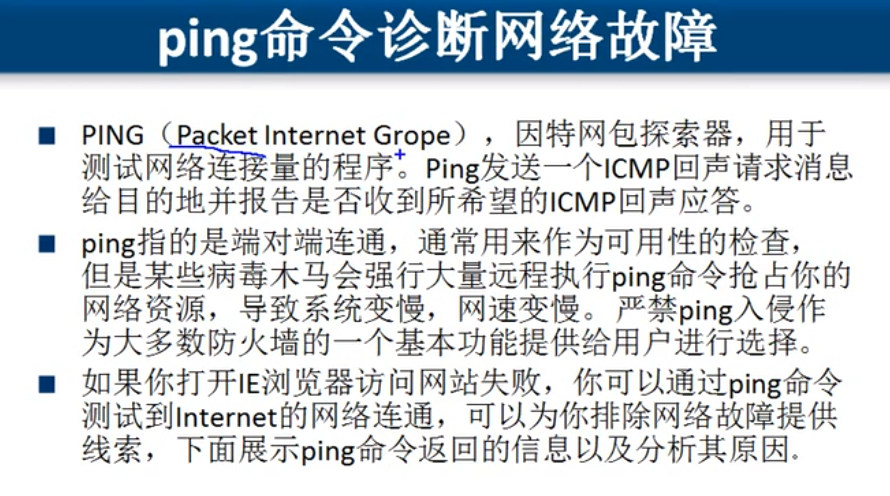 ping命令诊断网络故障
PING（Packet Internet Grope），因特网包探索器，用于
测试网络连接量的程序。Ping发送一个ICMP回声请求消息
给目的地并报告是否收到所希望的ICMP回声应答。
ping指的是端对端连通，通常用来作为可用性的检查，
但是某些病毒木马会强行大量远程执行ping命令抢占你的
网络资源，导致系统变慢，网速变慢。严禁ping入侵作
为大多数防火墙的一个基本功能提供给用户进行选择。
如果你打开IE浏览器访问网站失败，你可以通过ping命令
测试到Internet的网络连通，可以为你排除网络故障提供
线索，下面展示ping命令返回的信息以及分析其原因.